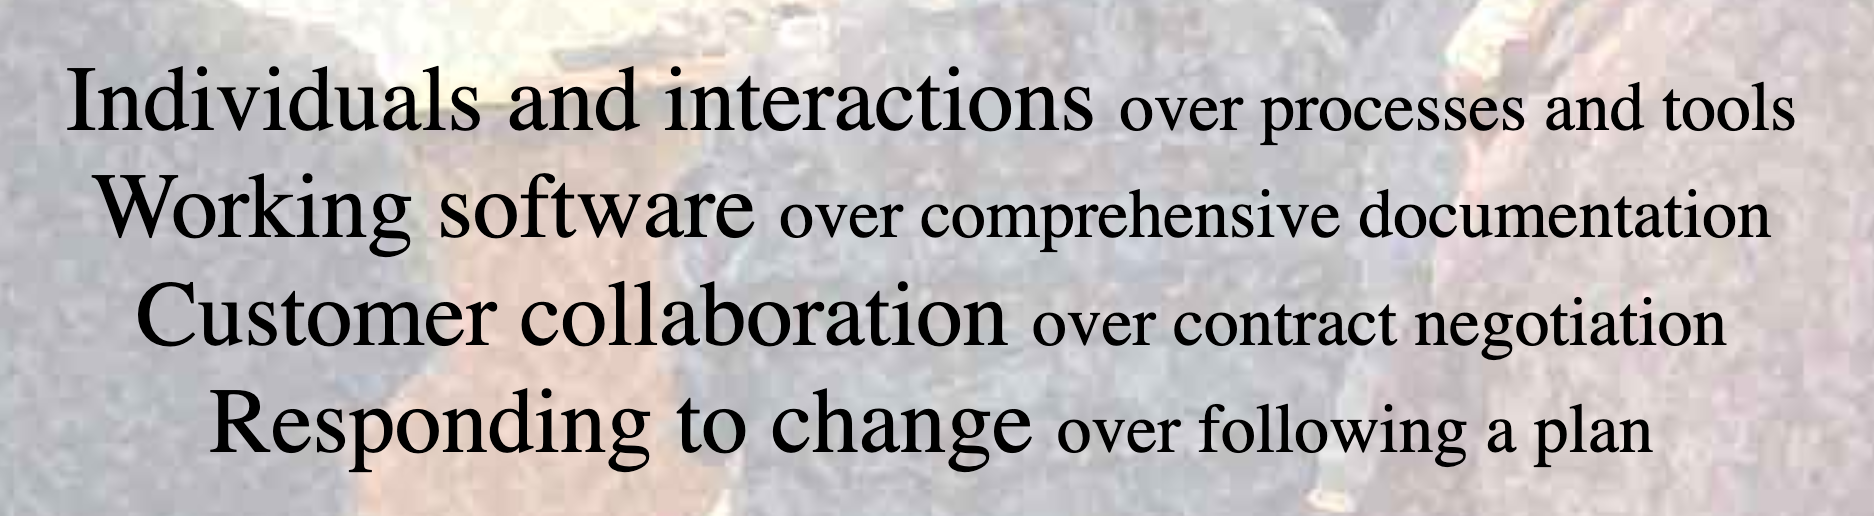 Individuals and interactions over processes and tools
Working software over comprehensive documentation
Customer collaboration over contract negotiation
Responding to change over following a plan